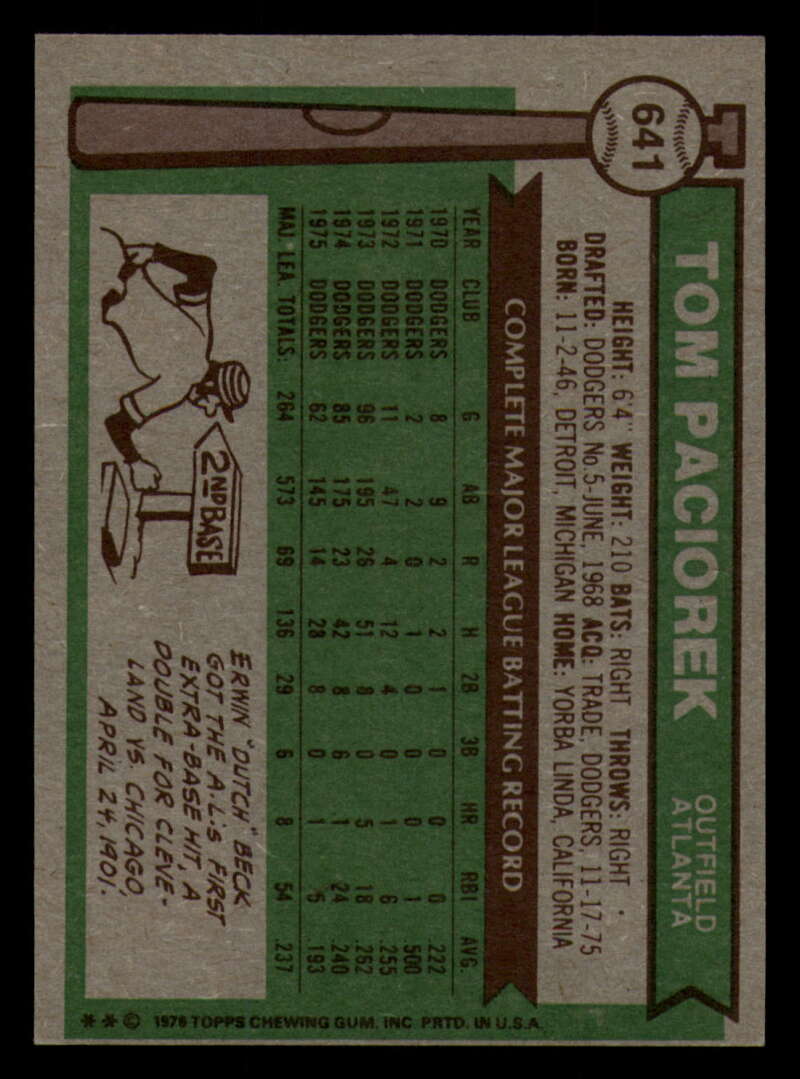 641
TOM PACIOREK
OUTFIELD
ATLANTA
HEIGHT: 6'4" WEIGHT: 210 BATS: RIGHT THROWS: RIGHT
DRAFTED: DODGERS No. 5-JUNE, 1968 ACQ: TRADE, DODGERS, 11-17-75
BORN: 11-2-46, DETROIT, MICHIGAN HOME: YORBA LINDA, CALIFORNIA
COMPLETE MAJOR LEAGUE BATTING RECORD
YEAR CLUB G AB R H 2B 3B HR RBI AVG.
1970 DODGERS 8 9 2 2 1 0 0 0 .222
1971 DODGERS 2 2 0 1 0 0 0 1 .500
1972 DODGERS 11 47 4 12 4 0 1 6 .255
1973 DODGERS 96 195 26 51 8 0 5 18 .262
1974 DODGERS 85 175 23 42 8 6 1 24 .240
1975 DODGERS 62 145 14 28 8 0 1 5 .193
MAJ. LEA. TOTALS: 264 573 69 136 29 6 8 54 .237
2ND BASE
ERWIN "DUTCH" BECK
GOT THE A.L.'S FIRST
EXTRA-BASE HIT, A
DOUBLE FOR CLEVE-
LAND VS. CHICAGO,
APRIL 24, 1901.
** © 1976 TOPPS CHEWING GUM, INC. PRTD. IN U.S.A.